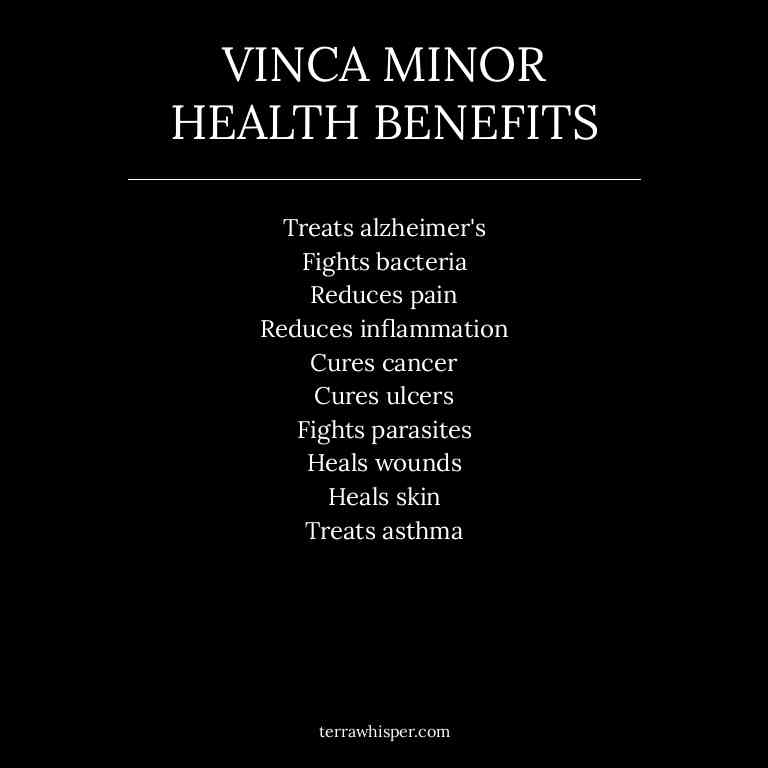 VINCA MINOR
HEALTH BENEFITS
Treats alzheimer's
Fights bacteria
Reduces pain
Reduces inflammation
Cures cancer
Cures ulcers
Fights parasites
Heals wounds
Heals skin
Treats asthma
terrawhisper.com